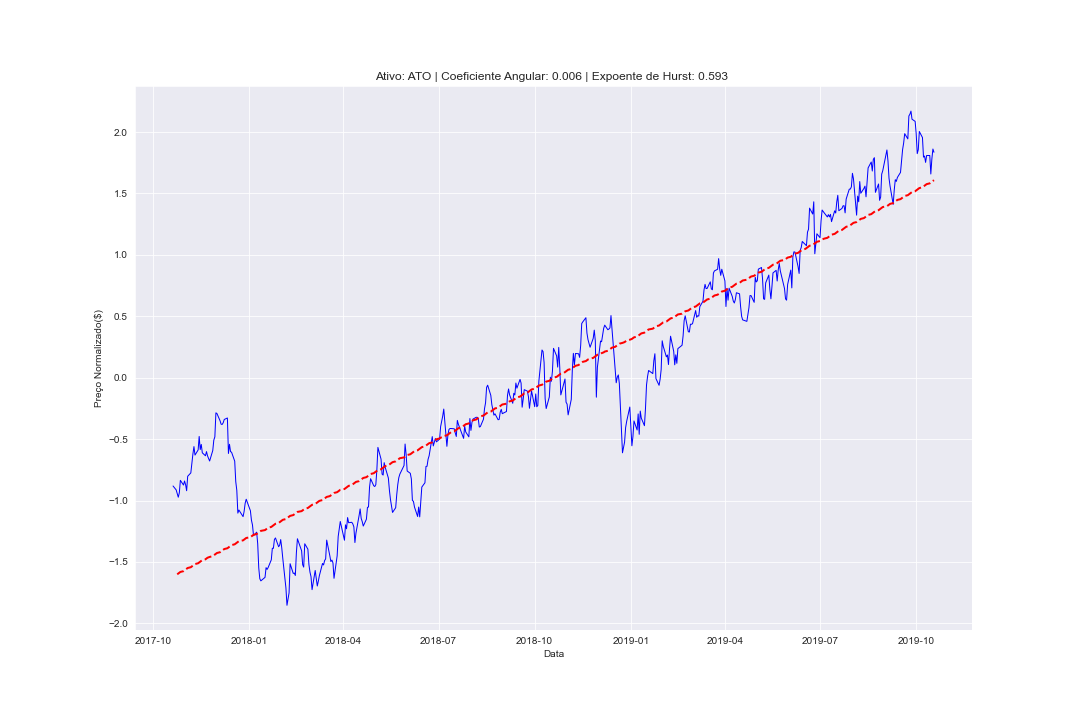 Ativo: ATO | Coeficiente Angular: 0.006 | Expoente de Hurst: 0.593
Preço Normalizado($)
2.0
1.5
1.0
0.5
0.0
−0.5
−1.0
−1.5
−2.0
2017-10 2018-01 2018-04 2018-07 2018-10 2019-01 2019-04 2019-07 2019-10
Data